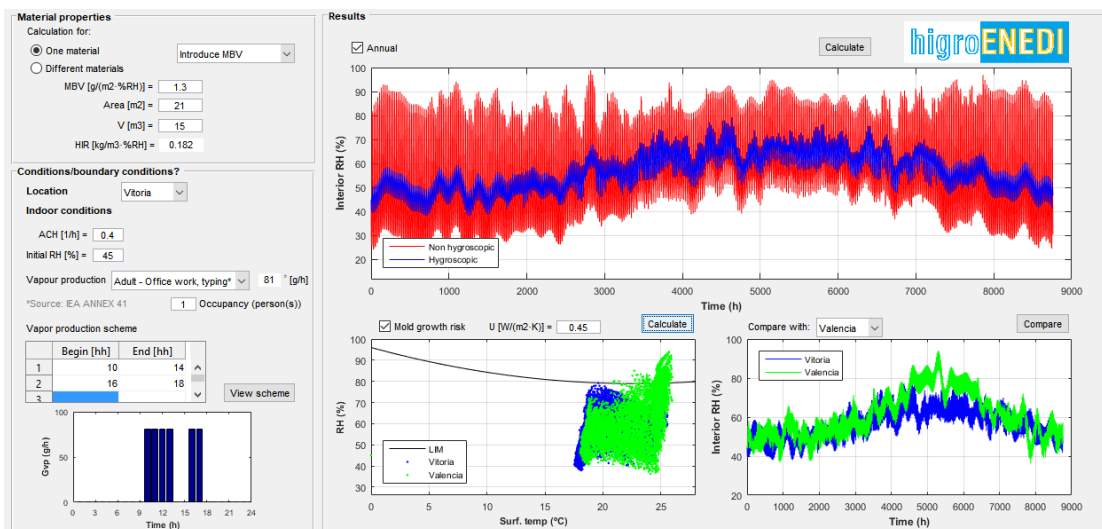 Material properties
Calculation for:
One material
Introduce MBV
Different materials
MBV [g/(m2·%RH)] = 1.3
Area [m2] = 21
V [m3] = 15
HIR [kg/m3·%RH] = 0.182
Conditions/boundary conditions?
Location Vitoria
Indoor conditions
ACH [1/h] = 0.4
Initial RH [%] = 45
Vapour production Adult - Office work, typing* 81 * [g/h]
*Source: IEA ANNEX 41 1 Occupancy (person(s))
Vapor production scheme
Begin [hh] End [hh]
1 10 14
2 16 18
3
View scheme
100
50
0
Gvp (g/h)
0 3 6 9 12 15 18 21 24
Time (h)
Results
Annual
Calculate
higroENEDI
100
90
80
70
60
50
40
30
20
Interior RH (%)
Non hygroscopic
Hygroscopic
0 1000 2000 3000 4000 5000 6000 7000 8000 9000
Time (h)
Mold growth risk U [W/(m2·K)] = 0.45 Calculate
100
90
80
70
60
50
40
30
RH (%)
LIM
Vitoria
Valencia
0 5 10 15 20 25
Surf. temp (ºC)
Compare with: Valencia Compare
100
80
60
40
20
Interior RH (%)
Vitoria
Valencia
0 1000 2000 3000 4000 5000 6000 7000 8000 9000
Time (h)